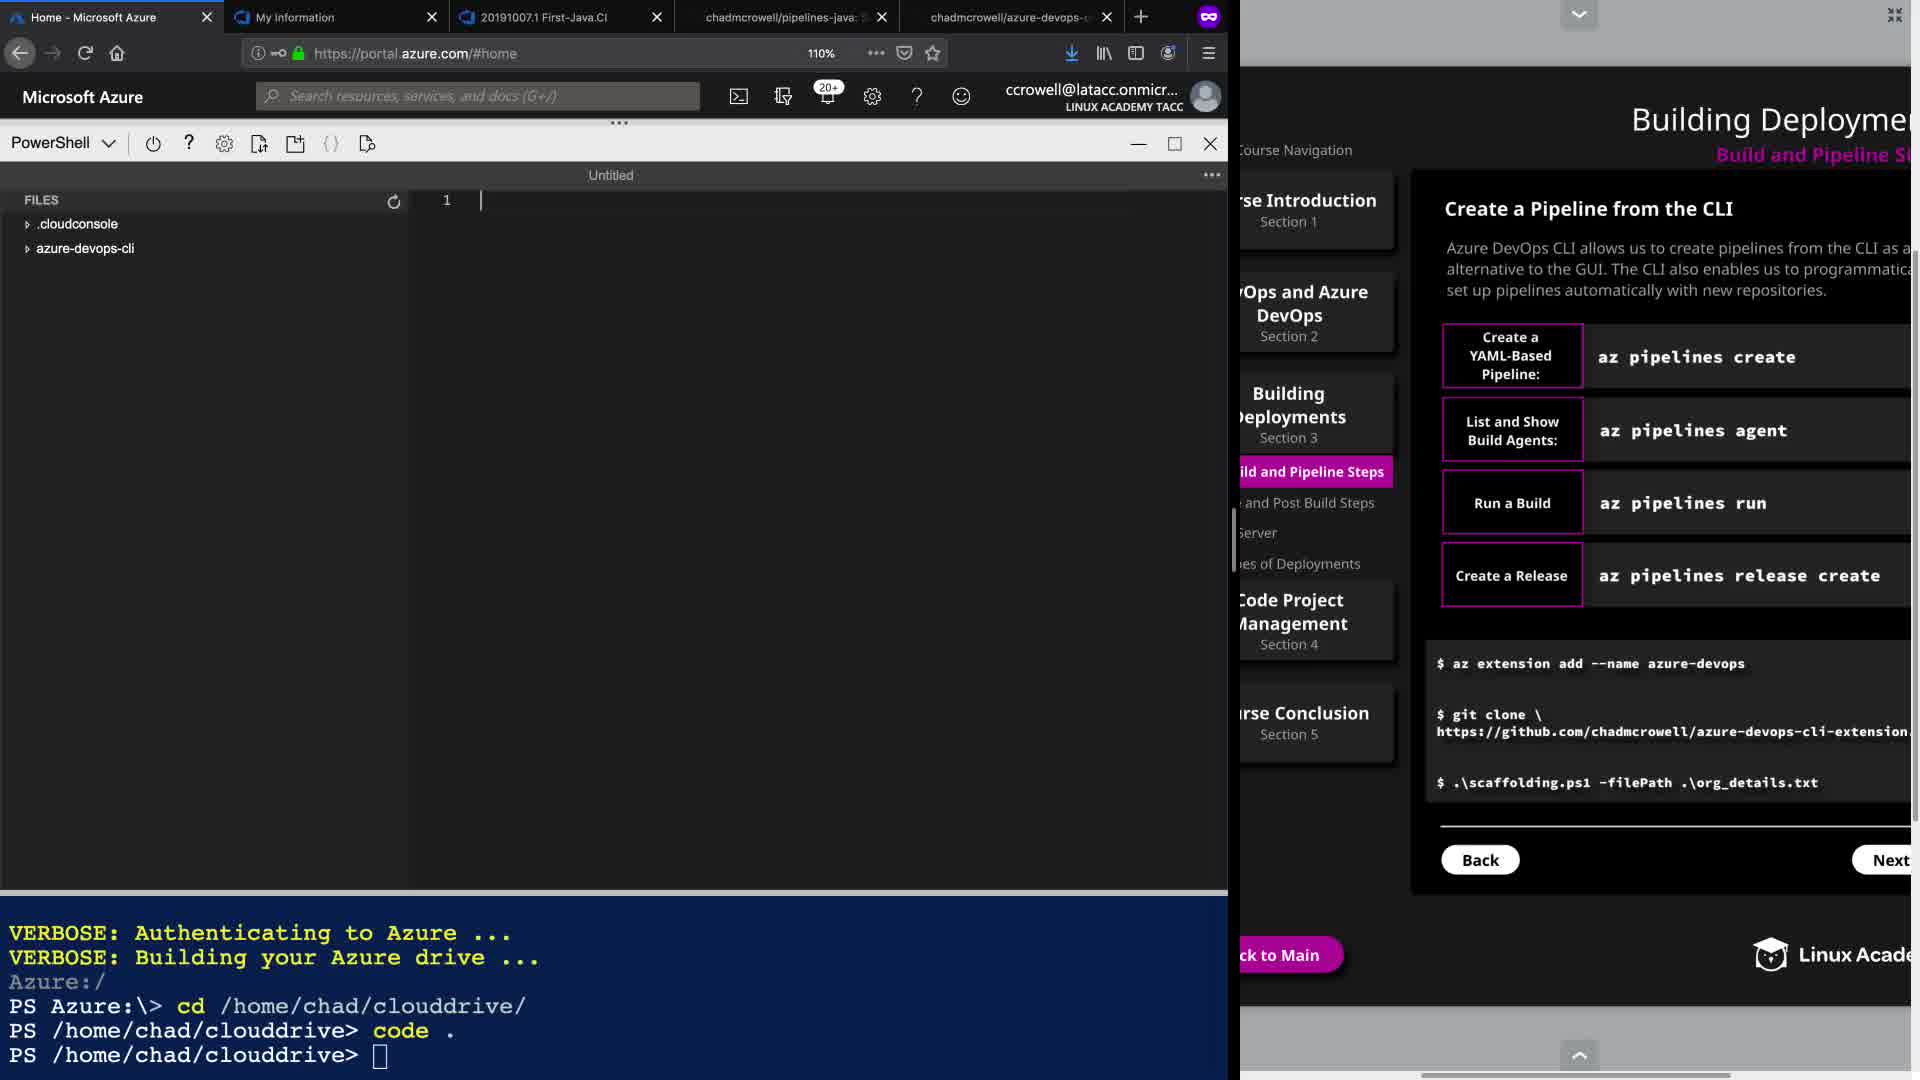 Home - Microsoft Azure
My Information
20191007.1 First-Java.CI
chadmcrowell/pipelines-java:
chadmcrowell/azure-devops-
https://portal.azure.com/#home
110%
Microsoft Azure
Search resources, services, and docs (G+/)
20+
ccrowell@latacc.onmicr...
LINUX ACADEMY TACC
PowerShell
Untitled
FILES
.cloudconsole
azure-devops-cli
1
VERBOSE: Authenticating to Azure ...
VERBOSE: Building your Azure drive ...
Azure:/
PS Azure:\> cd /home/chad/clouddrive/
PS /home/chad/clouddrive> code .
PS /home/chad/clouddrive>
Building Deployme
Build and Pipeline S
Course Navigation
rse Introduction
Section 1
Ops and Azure
DevOps
Section 2
Building
Deployments
Section 3
ild and Pipeline Steps
and Post Build Steps
Server
es of Deployments
Code Project
Management
Section 4
rse Conclusion
Section 5
ck to Main
Create a Pipeline from the CLI
Azure DevOps CLI allows us to create pipelines from the CLI as a
alternative to the GUI. The CLI also enables us to programmatica
set up pipelines automatically with new repositories.
Create a
YAML-Based
Pipeline:
az pipelines create
List and Show
Build Agents:
az pipelines agent
Run a Build
az pipelines run
Create a Release
az pipelines release create
$ az extension add --name azure-devops
$ git clone \
https://github.com/chadmcrowell/azure-devops-cli-extension.
$ .\scaffolding.ps1 -filePath .\org_details.txt
Back
Next
Linux Acade